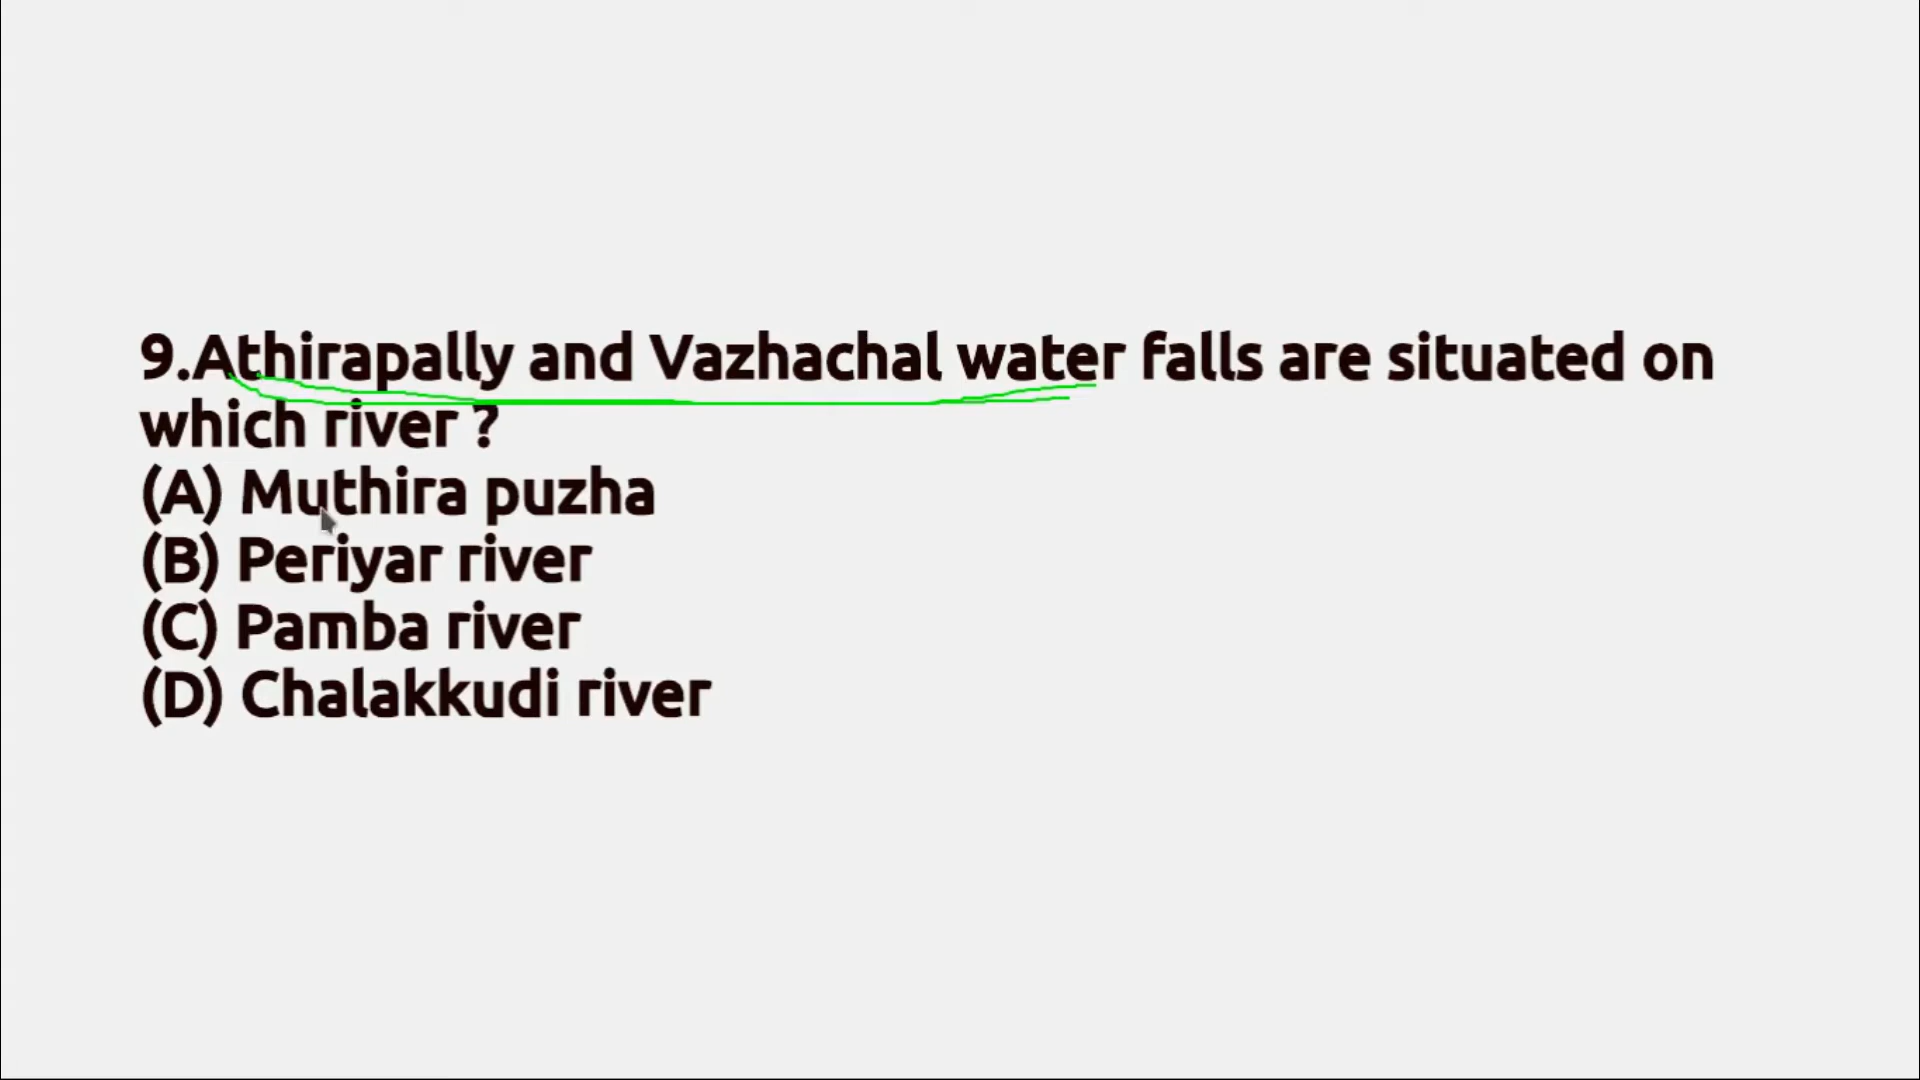 9.Athirapally and Vazhachal water falls are situated on
which river ?
(A) Muthira puzha
(B) Periyar river
(C) Pamba river
(D) Chalakkudi river